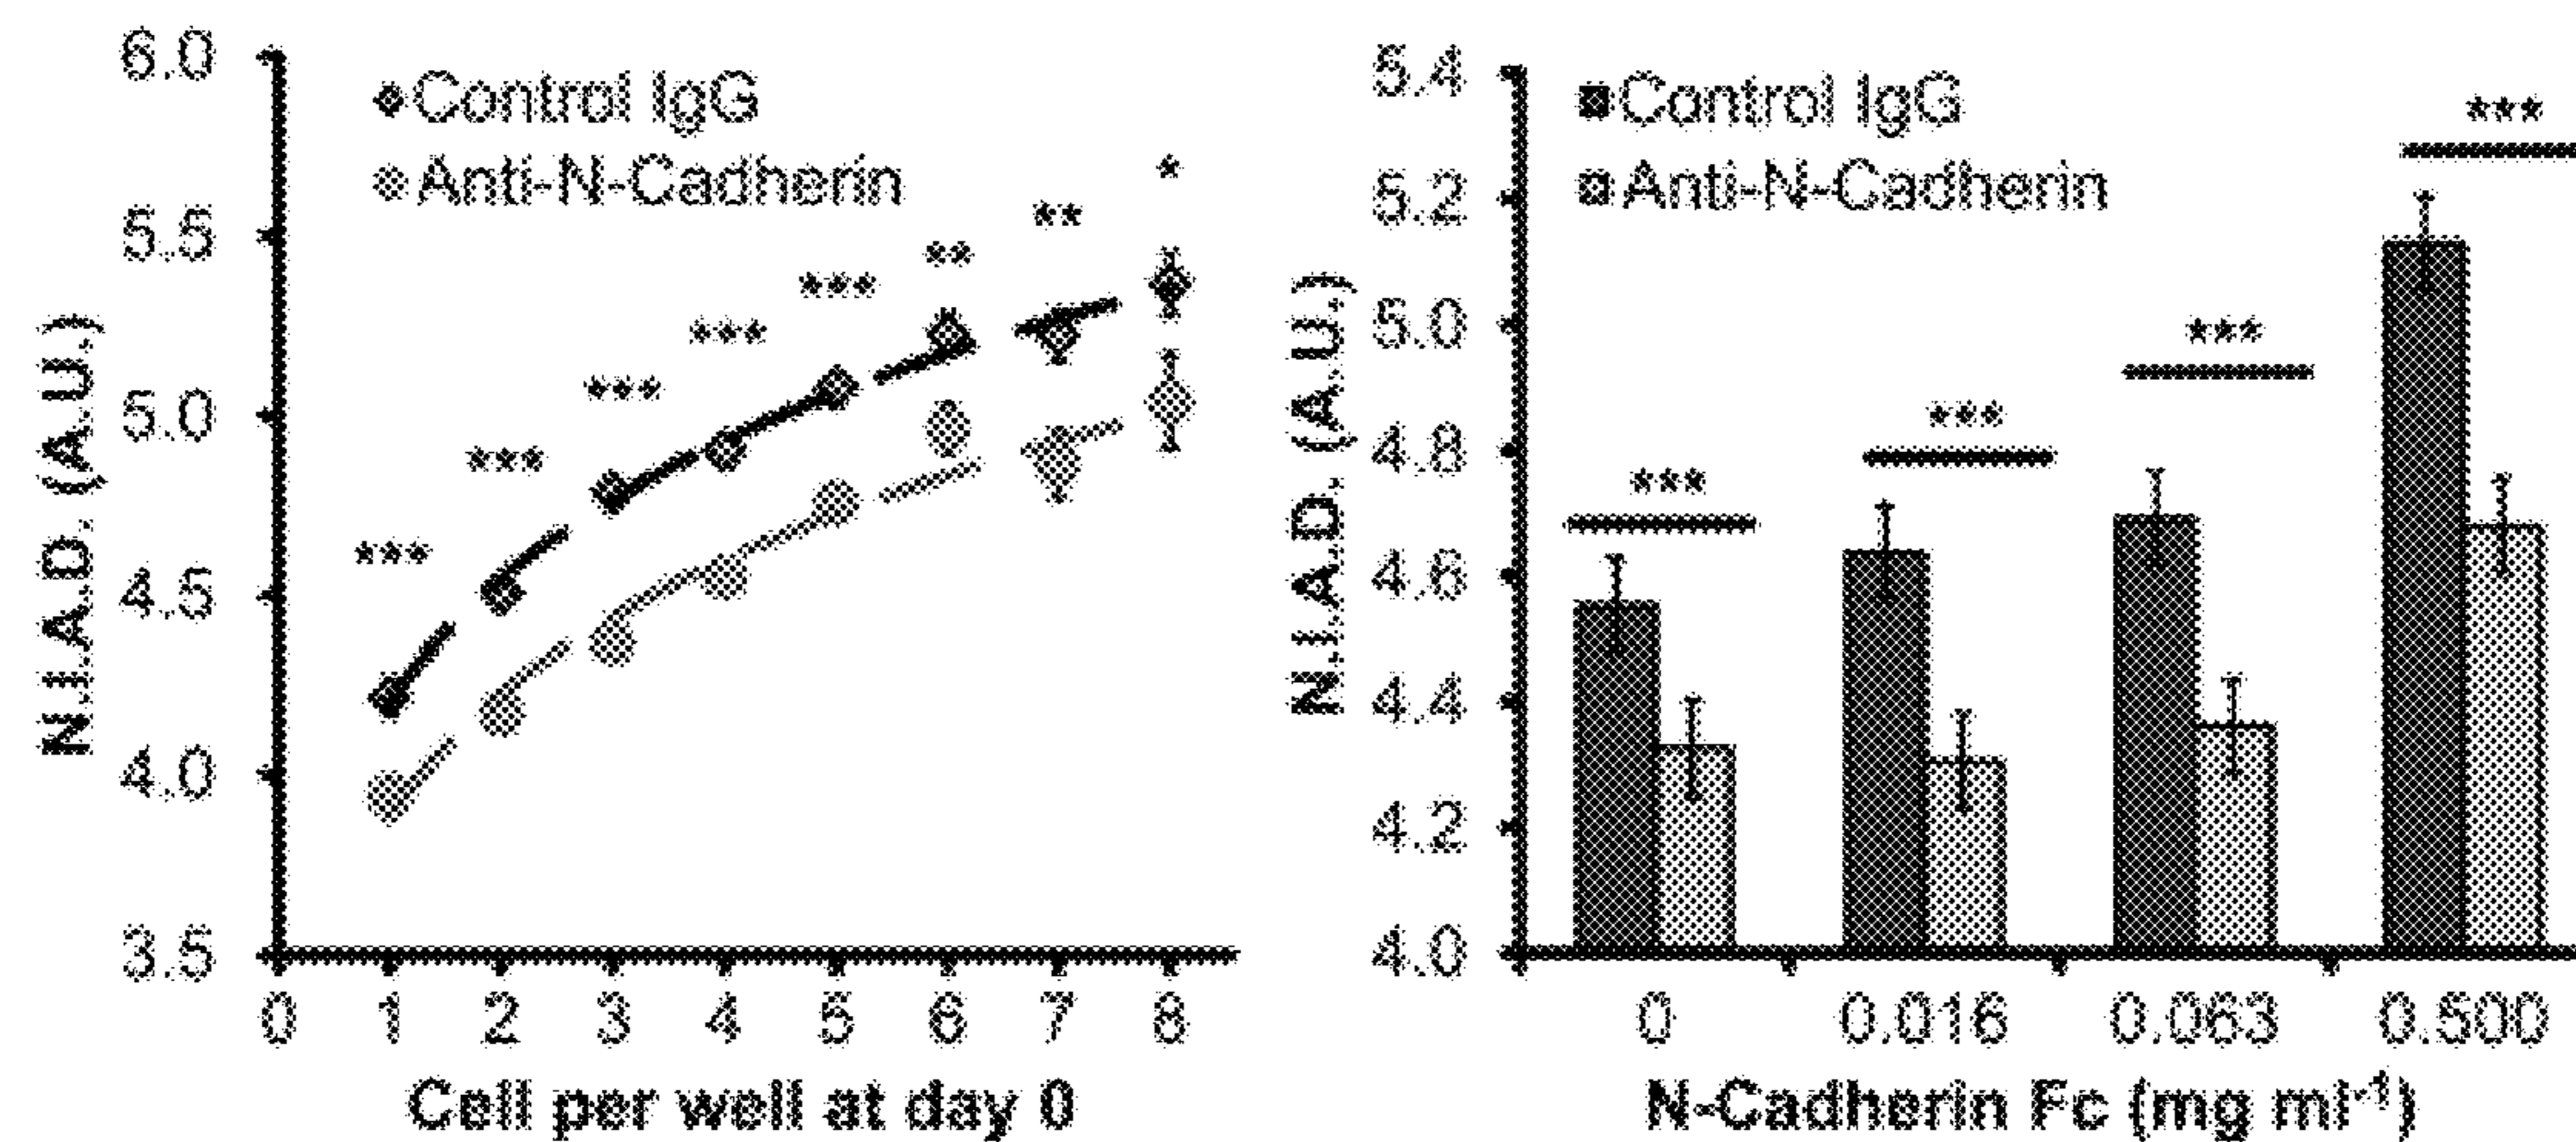 6.0
5.5
5.0
4.5
4.0
3.5
N.I.A.D. (A.U.)
Control IgG
Anti-N-Cadherin
***
***
***
***
***
**
**
*
0 1 2 3 4 5 6 7 8
Cell per well at day 0
5.4
5.2
5.0
4.8
4.6
4.4
4.2
4.0
N.I.A.D. (A.U.)
Control IgG
Anti-N-Cadherin
***
***
***
***
0 0.016 0.063 0.500
N-Cadherin Fc (mg ml-1)